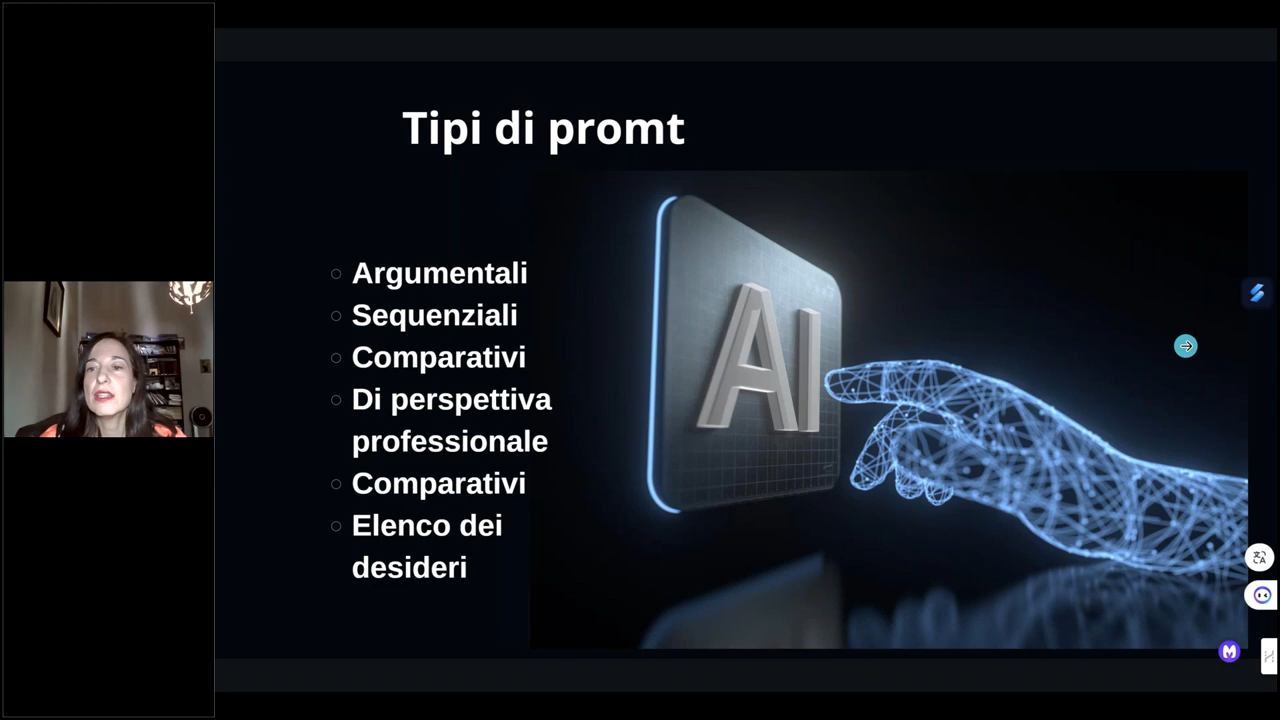 Tipi di promt
Argumentali
Sequenziali
Comparativi
Di perspettiva
professionale
Comparativi
Elenco dei
desideri
AI